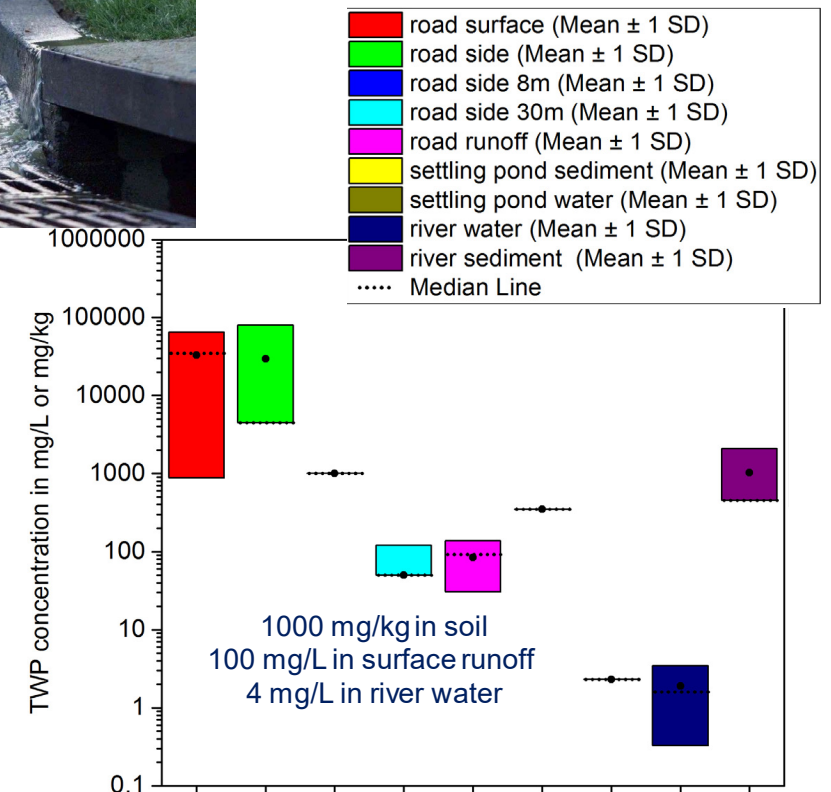 road surface (Mean ± 1 SD)
road side (Mean ± 1 SD)
road side 8m (Mean ± 1 SD)
road side 30m (Mean ± 1 SD)
road runoff (Mean ± 1 SD)
settling pond sediment (Mean ± 1 SD)
settling pond water (Mean ± 1 SD)
river water (Mean ± 1 SD)
river sediment (Mean ± 1 SD)
Median Line
TWP concentration in mg/L or mg/kg
1000000
100000
10000
1000
100
10
1
0.1
1000 mg/kg in soil
100 mg/L in surface runoff
4 mg/L in river water